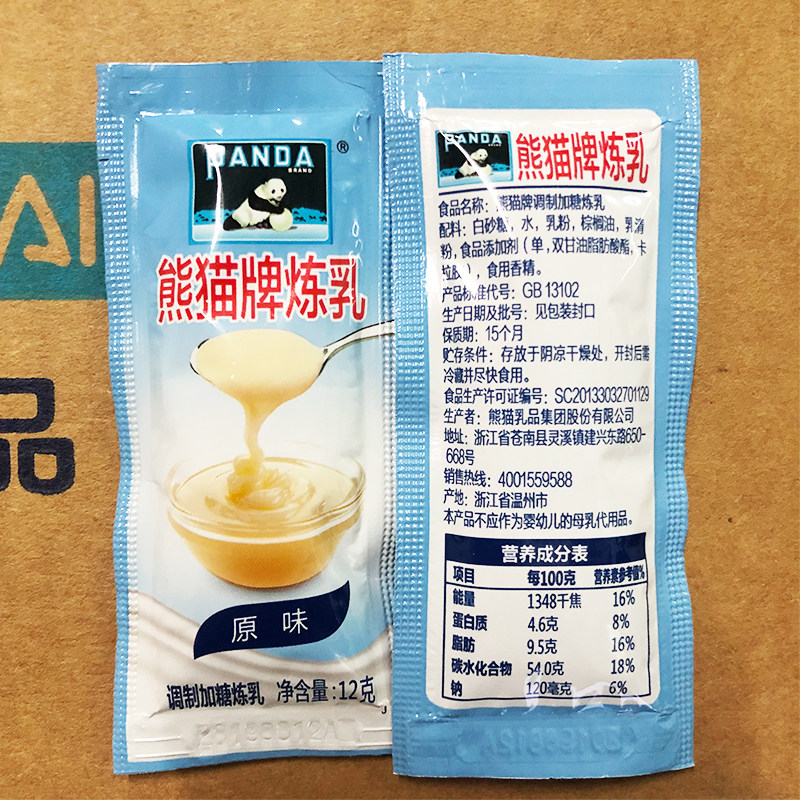 AI
品
PANDA
BRAND
®
熊猫牌炼乳
原味
调制加糖炼乳 净含量:12克
PANDA
BRAND
熊猫牌炼乳
食品名称：熊猫牌调制加糖炼乳
配料：白砂糖，水，乳粉，棕榈油，乳清
粉，食品添加剂（单，双甘油脂肪酸酯，卡
拉胶），食用香精。
产品标准代号：GB 13102
生产日期及批号：见包装封口
保质期：15个月
贮存条件：存放于阴凉干燥处，开封后需
冷藏并尽快食用。
食品生产许可证编号：SC20133032701129
生产者：熊猫乳品集团股份有限公司
地址：浙江省苍南县灵溪镇建兴东路650-
668号
销售热线：4001559588
产地：浙江省温州市
本产品不应作为婴幼儿的母乳代用品。
营养成分表
项目 每100克 营养素参考值%
能量 1348千焦 16%
蛋白质 4.6克 8%
脂肪 9.5克 16%
碳水化合物 54.0克 18%
钠 120毫克 6%